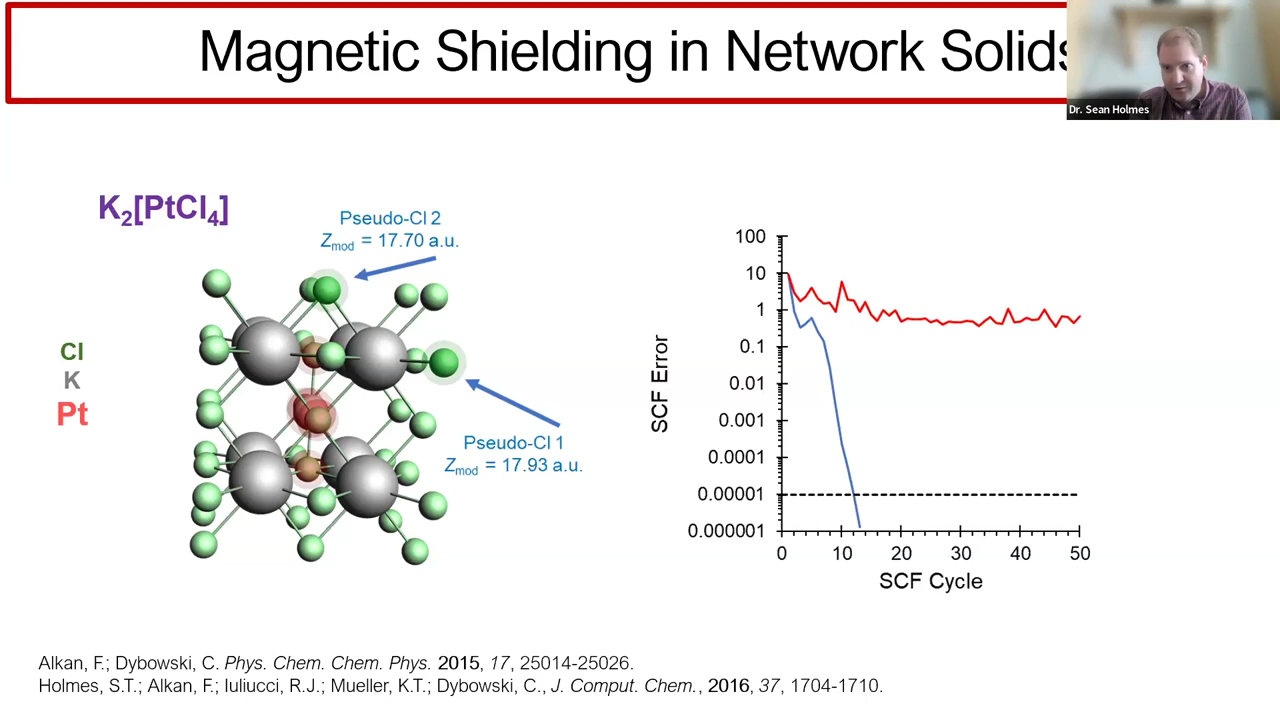 Magnetic Shielding in Network Solids
Dr. Sean Holmes
K2[PtCl4]
Pseudo-Cl 2
Zmod = 17.70 a.u.
Cl
K
Pt
Pseudo-Cl 1
Zmod = 17.93 a.u.
SCF Error
100
10
1
0.1
0.01
0.001
0.0001
0.00001
0.000001
0 10 20 30 40 50
SCF Cycle
Alkan, F.; Dybowski, C. Phys. Chem. Chem. Phys. 2015, 17, 25014-25026.
Holmes, S.T.; Alkan, F.; Iuliucci, R.J.; Mueller, K.T.; Dybowski, C., J. Comput. Chem., 2016, 37, 1704-1710.